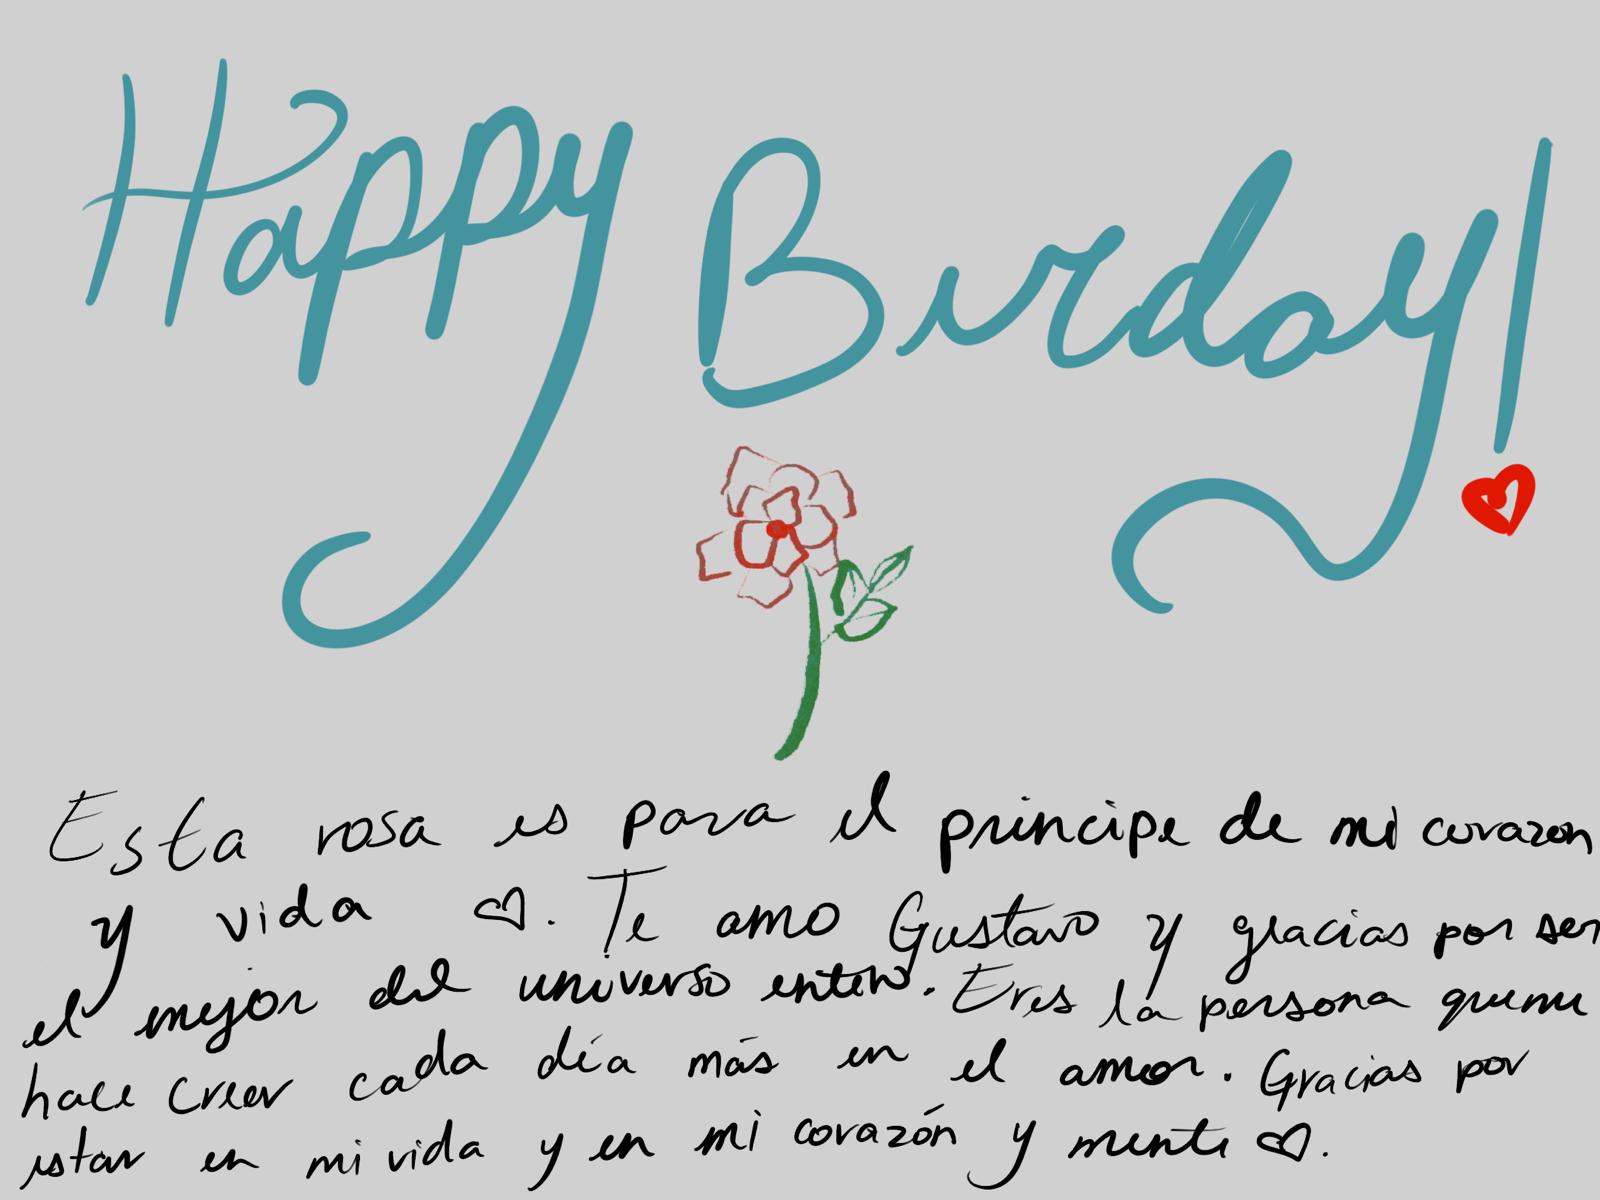 Happy Birday!
Esta rosa es para el principe de mi corazon
y vida ♡. Te amo Gustavo y gracias por ser
el mejor del universo entero. Eres la persona que me
hace creer cada día más en el amor. Gracias por
estar en mi vida y en mi corazón y mente ♡.